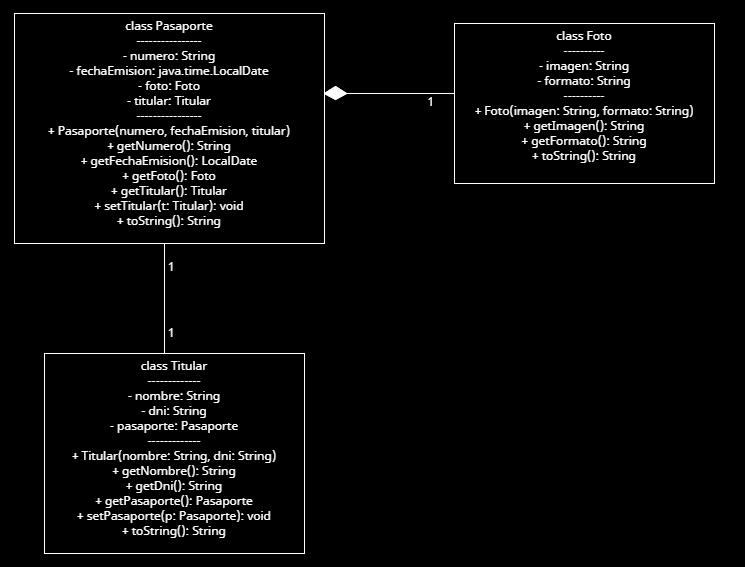 class Pasaporte
----------------
- numero: String
- fechaEmision: java.time.LocalDate
- foto: Foto
- titular: Titular
----------------
+ Pasaporte(numero, fechaEmision, titular)
+ getNumero(): String
+ getFechaEmision(): LocalDate
+ getFoto(): Foto
+ getTitular(): Titular
+ setTitular(t: Titular): void
+ toString(): String
1
class Foto
----------
- imagen: String
- formato: String
----------
+ Foto(imagen: String, formato: String)
+ getImagen(): String
+ getFormato(): String
+ toString(): String
1
1
class Titular
-------------
- nombre: String
- dni: String
- pasaporte: Pasaporte
-------------
+ Titular(nombre: String, dni: String)
+ getNombre(): String
+ getDni(): String
+ getPasaporte(): Pasaporte
+ setPasaporte(p: Pasaporte): void
+ toString(): String